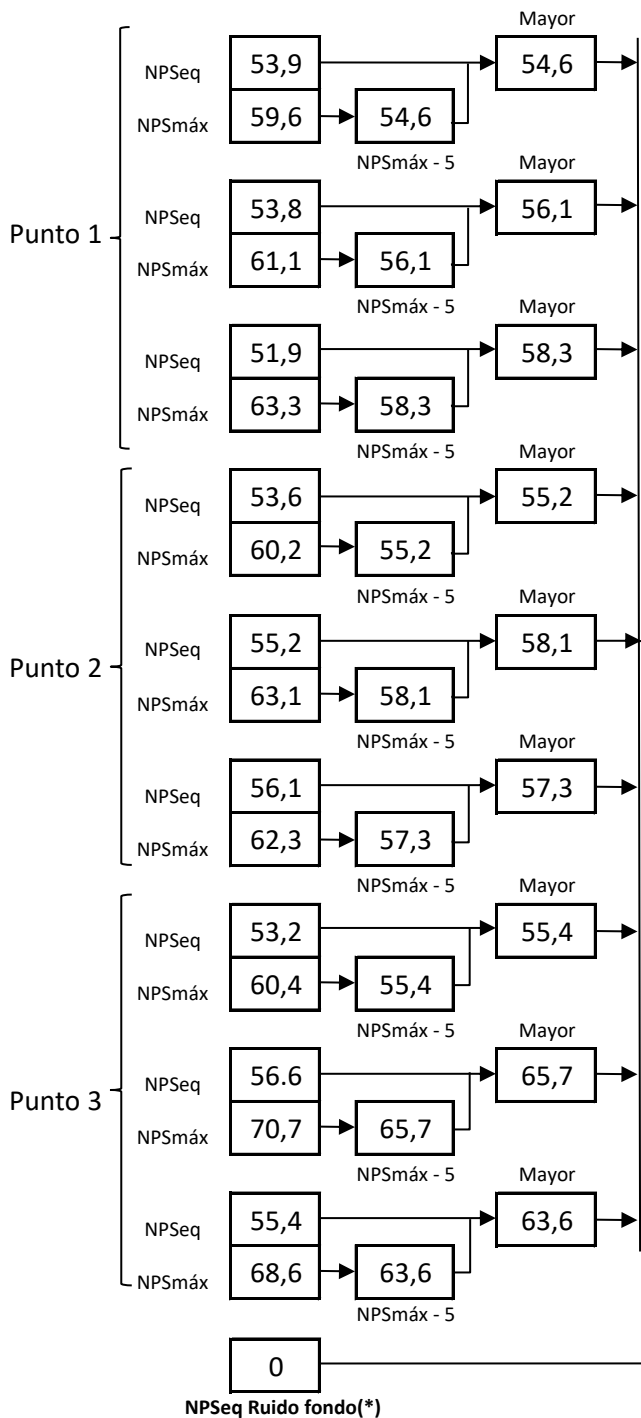 Mayor
NPSeq 53,9 54,6
NPSmáx 59,6 54,6
NPSmáx - 5
Mayor
NPSeq 53,8 56,1
Punto 1
NPSmáx 61,1 56,1
NPSmáx - 5
Mayor
NPSeq 51,9 58,3
NPSmáx 63,3 58,3
NPSmáx - 5
Mayor
NPSeq 53,6 55,2
NPSmáx 60,2 55,2
NPSmáx - 5
Mayor
NPSeq 55,2 58,1
Punto 2
NPSmáx 63,1 58,1
NPSmáx - 5
Mayor
NPSeq 56,1 57,3
NPSmáx 62,3 57,3
NPSmáx - 5
Mayor
NPSeq 53,2 55,4
NPSmáx 60,4 55,4
NPSmáx - 5
Mayor
NPSeq 56.6 65,7
Punto 3
NPSmáx 70,7 65,7
NPSmáx - 5
Mayor
NPSeq 55,4 63,6
NPSmáx 68,6 63,6
NPSmáx - 5
0
NPSeq Ruido fondo(*)